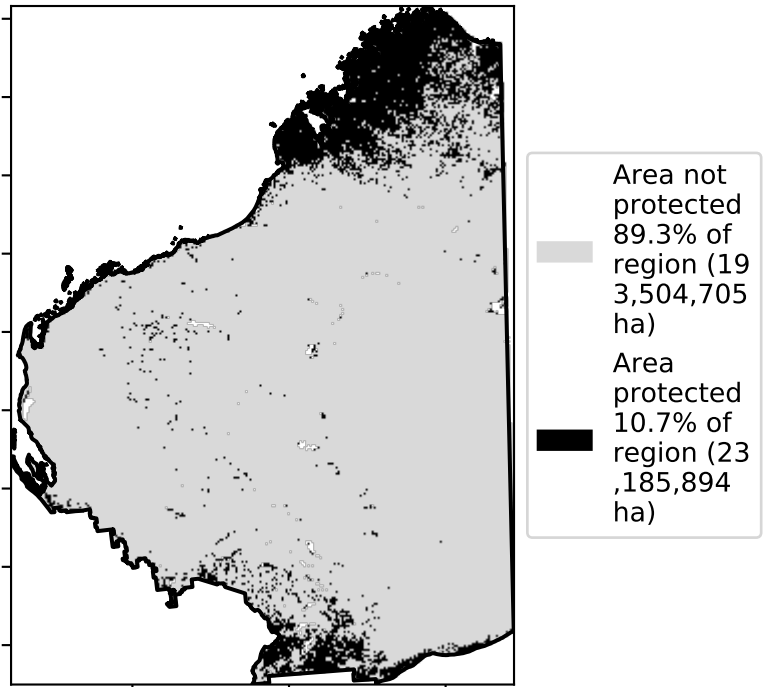 Area not
protected
89.3% of
region (19
3,504,705
ha)
Area
protected
10.7% of
region (23
,185,894
ha)